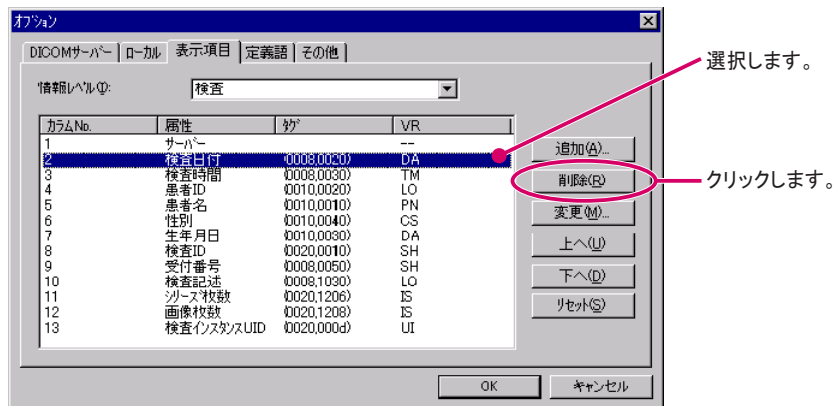 オプション
DICOMサーバー ローカル 表示項目 定義語 その他
情報レベル(I): 検査
カラムNo. 属性 タグ VR
1 サーバー --
2 検査日付 (0008,0020) DA
3 検査時間 (0008,0030) TM
4 患者ID (0010,0020) LO
5 患者名 (0010,0010) PN
6 性別 (0010,0040) CS
7 生年月日 (0010,0030) DA
8 検査ID (0020,0010) SH
9 受付番号 (0008,0050) SH
10 検査記述 (0008,1030) LO
11 シリーズ枚数 (0020,1206) IS
12 画像枚数 (0020,1208) IS
13 検査インスタンスUID (0020,000d) UI
追加(A)...
削除(R)
変更(M)...
上へ(U)
下へ(D)
リセット(S)
OK キャンセル
選択します。
クリックします。